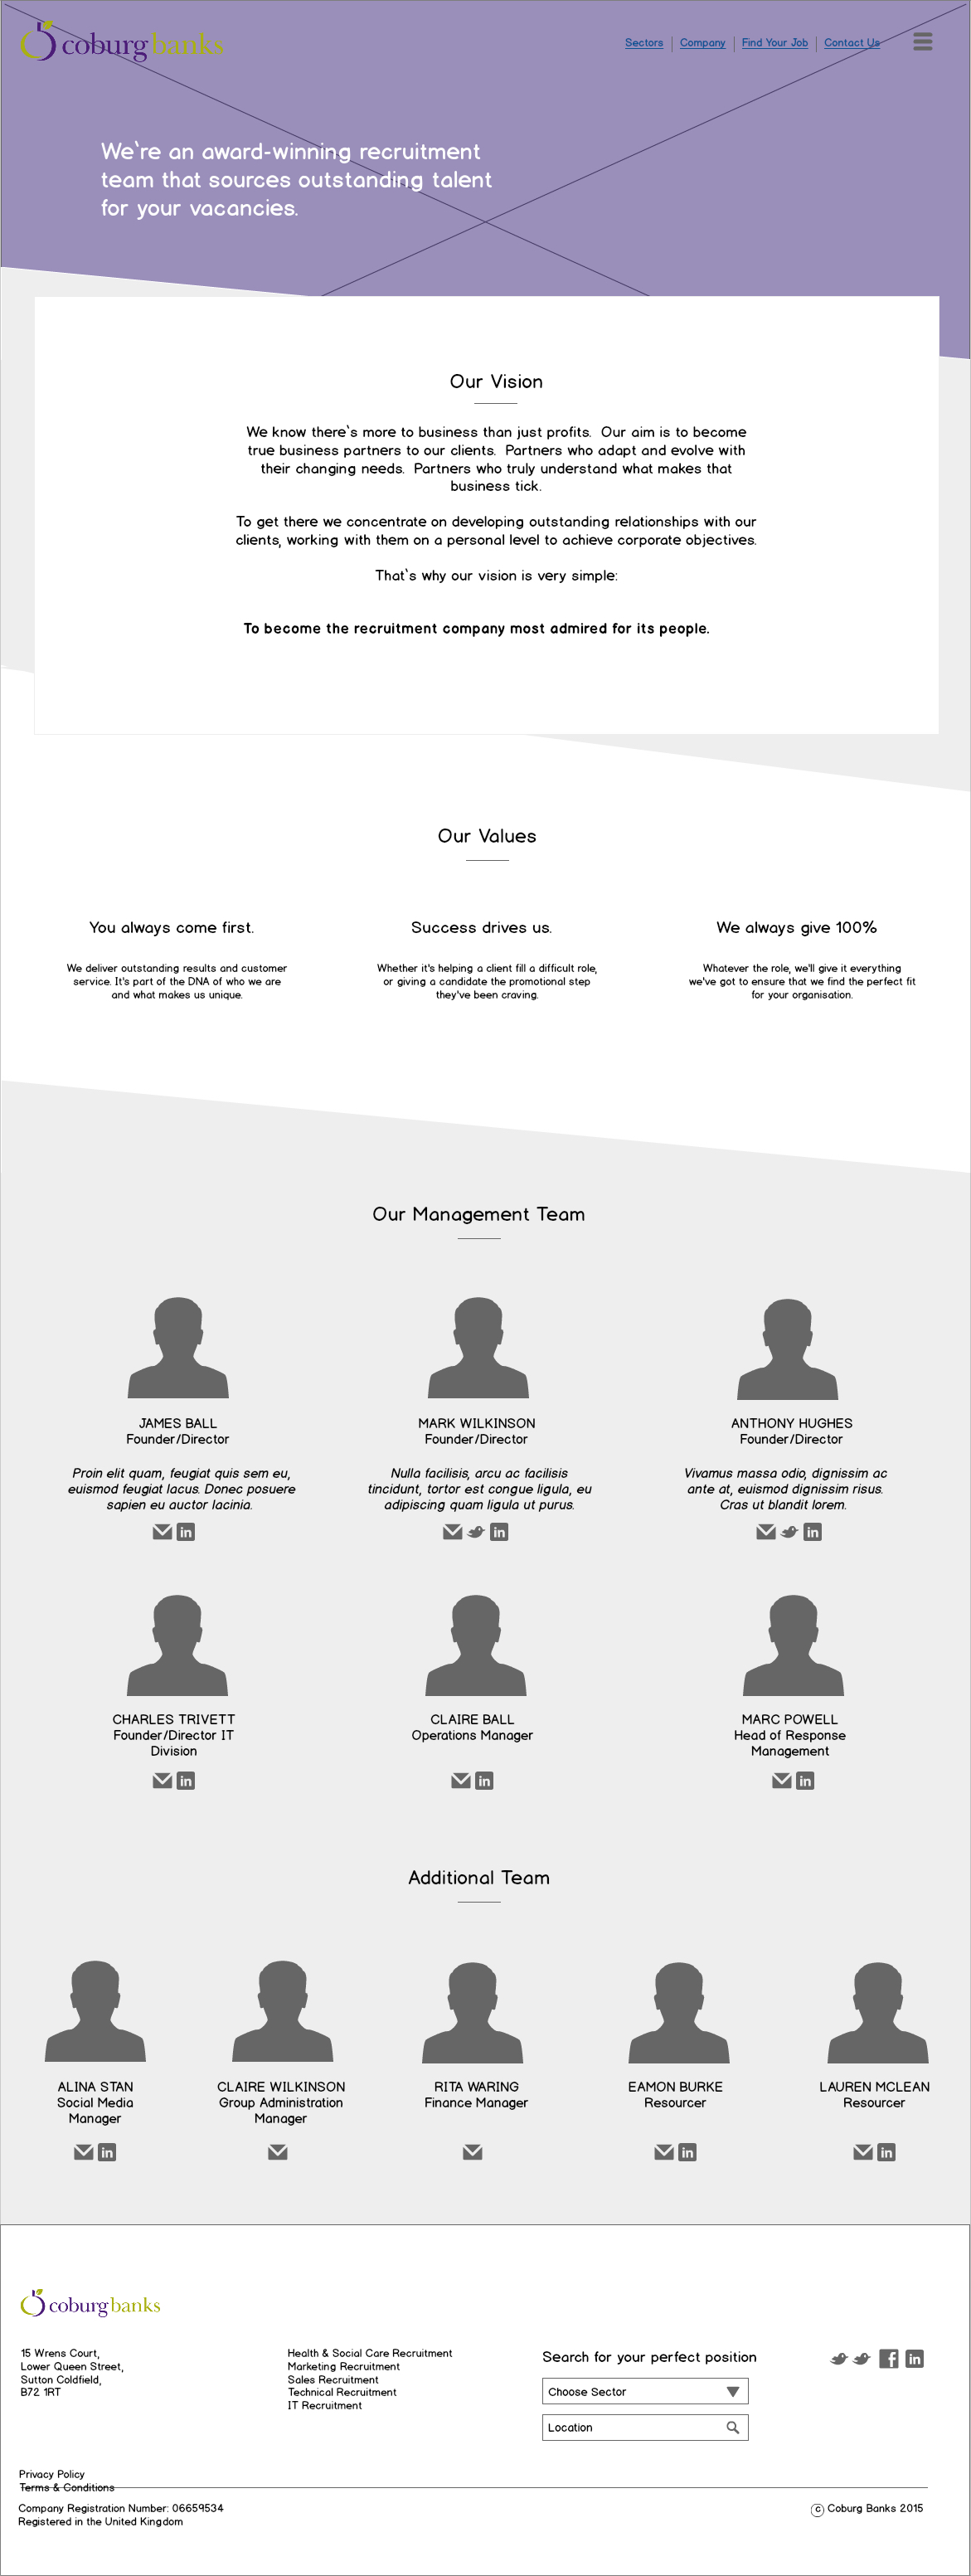 coburgbanks
Sectors | Company | Find Your Job | Contact Us
We`re an award-winning recruitment
team that sources outstanding talent
for your vacancies.
Our Vision
We know there`s more to business than just profits. Our aim is to become
true business partners to our clients. Partners who adapt and evolve with
their changing needs. Partners who truly understand what makes that
business tick.
To get there we concentrate on developing outstanding relationships with our
clients, working with them on a personal level to achieve corporate objectives.
That`s why our vision is very simple:
To become the recruitment company most admired for its people.
Our Values
You always come first.
We deliver outstanding results and customer
service. It's part of the DNA of who we are
and what makes us unique.
Success drives us.
Whether it's helping a client fill a difficult role,
or giving a candidate the promotional step
they've been craving.
We always give 100%
Whatever the role, we'll give it everything
we've got to ensure that we find the perfect fit
for your organisation.
Our Management Team
JAMES BALL
Founder/Director
Proin elit quam, feugiat quis sem eu,
euismod feugiat lacus. Donec posuere
sapien eu auctor lacinia.
in
MARK WILKINSON
Founder/Director
Nulla facilisis, arcu ac facilisis
tincidunt, tortor est congue ligula, eu
adipiscing quam ligula ut purus.
in
ANTHONY HUGHES
Founder/Director
Vivamus massa odio, dignissim ac
ante at, euismod dignissim risus.
Cras ut blandit lorem.
in
CHARLES TRIVETT
Founder/Director IT
Division
in
CLAIRE BALL
Operations Manager
in
MARC POWELL
Head of Response
Management
in
Additional Team
ALINA STAN
Social Media
Manager
in
CLAIRE WILKINSON
Group Administration
Manager
RITA WARING
Finance Manager
EAMON BURKE
Resourcer
in
LAUREN MCLEAN
Resourcer
in
coburgbanks
15 Wrens Court,
Lower Queen Street,
Sutton Coldfield,
B72 1RT
Health & Social Care Recruitment
Marketing Recruitment
Sales Recruitment
Technical Recruitment
IT Recruitment
Search for your perfect position
Choose Sector
Location
f in
Privacy Policy
Terms & Conditions
Company Registration Number: 06659534
Registered in the United Kingdom
© Coburg Banks 2015